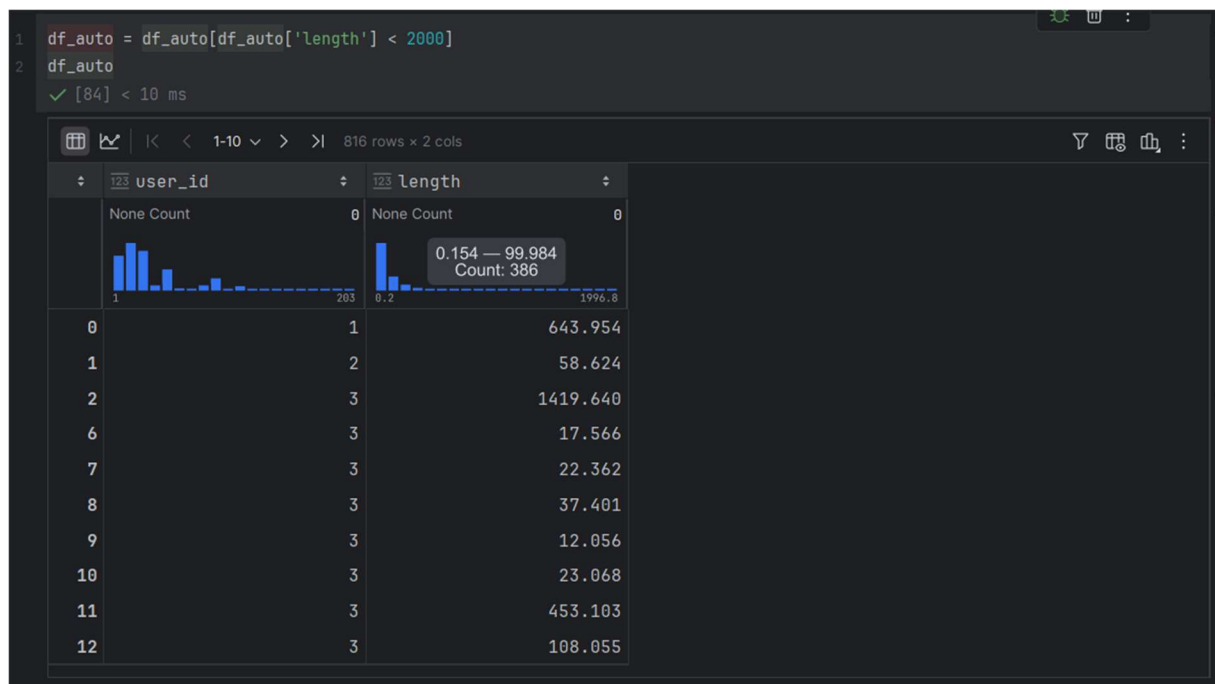 1 df_auto = df_auto[df_auto['length'] < 2000]
2 df_auto
[84] < 10 ms
1-10 816 rows × 2 cols
123 user_id 123 length
None Count 0 None Count 0
0.154 — 99.984
Count: 386
1 203 0.2 1996.8
0 1 643.954
1 2 58.624
2 3 1419.640
6 3 17.566
7 3 22.362
8 3 37.401
9 3 12.056
10 3 23.068
11 3 453.103
12 3 108.055